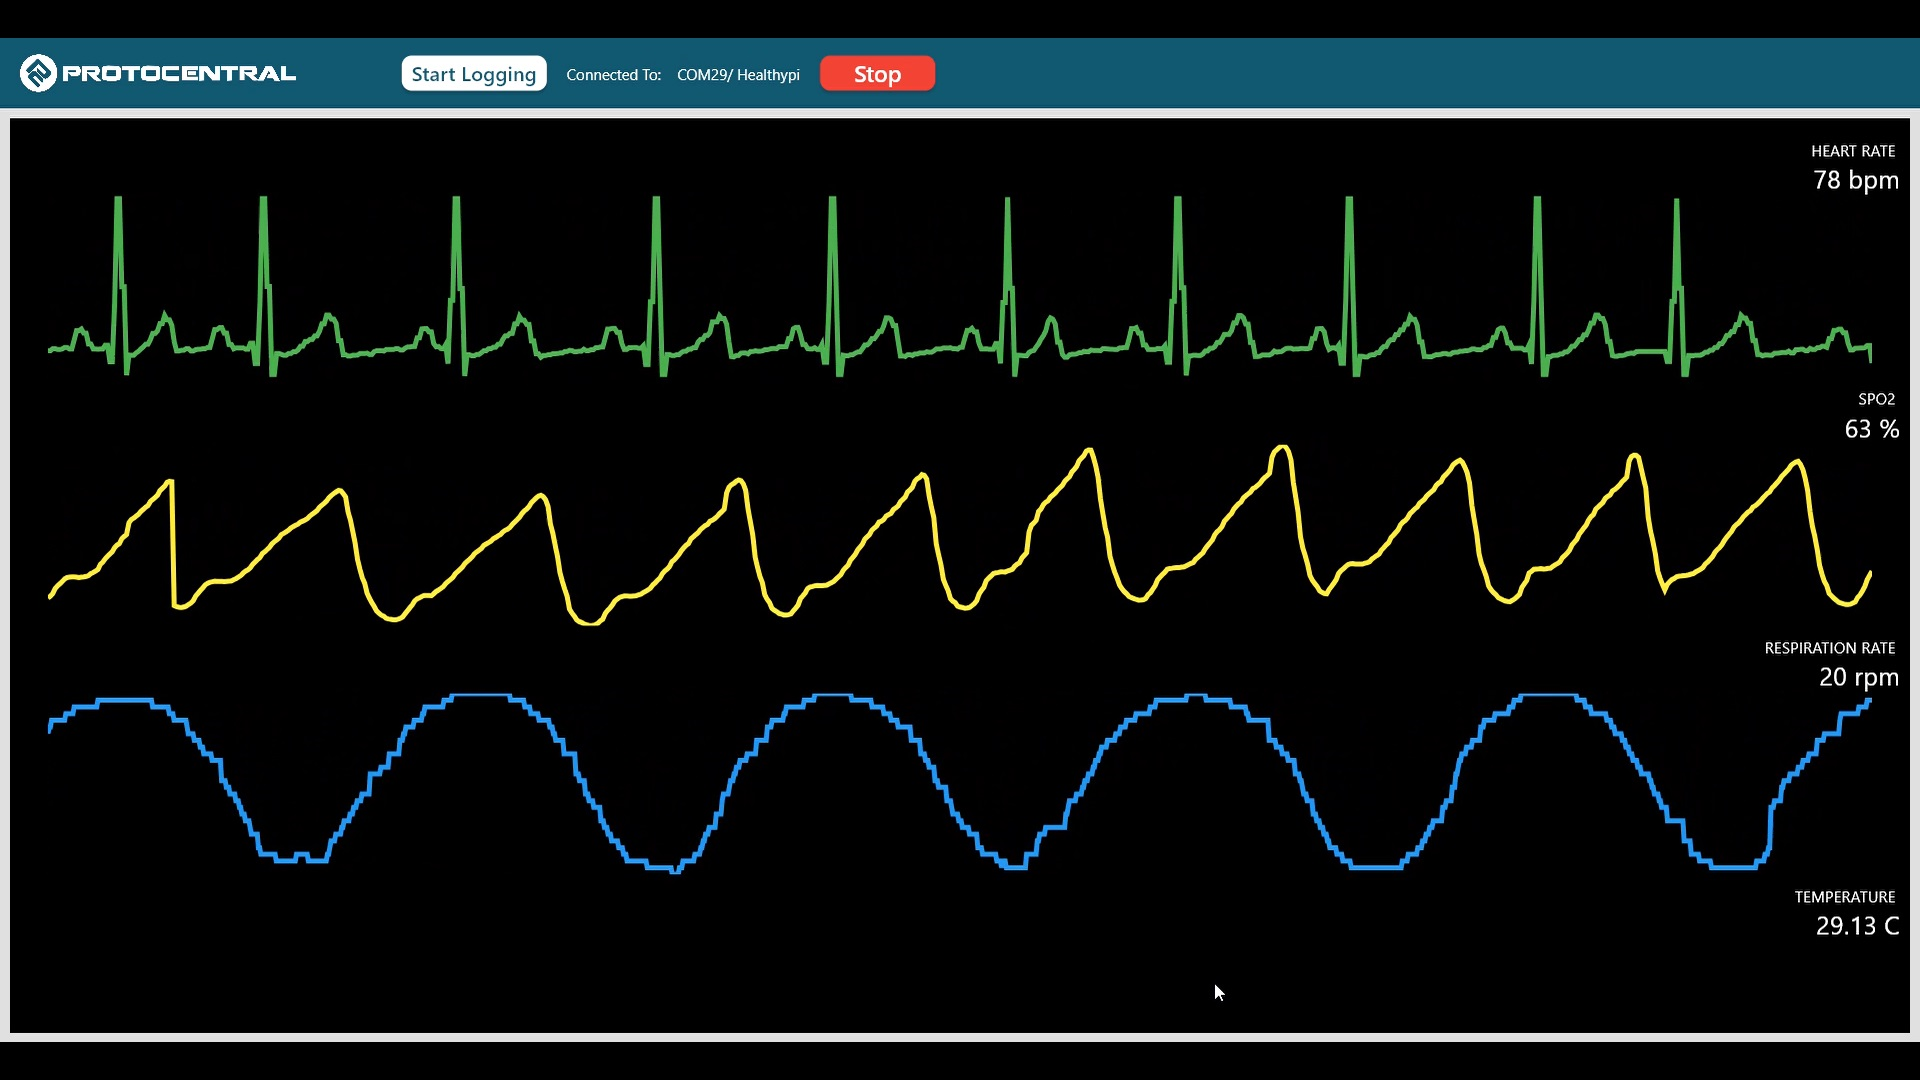 PROTOCENTRAL
Start Logging
Connected To: COM29/ Healthypi
Stop
HEART RATE
78 bpm
SPO2
63 %
RESPIRATION RATE
20 rpm
TEMPERATURE
29.13 C